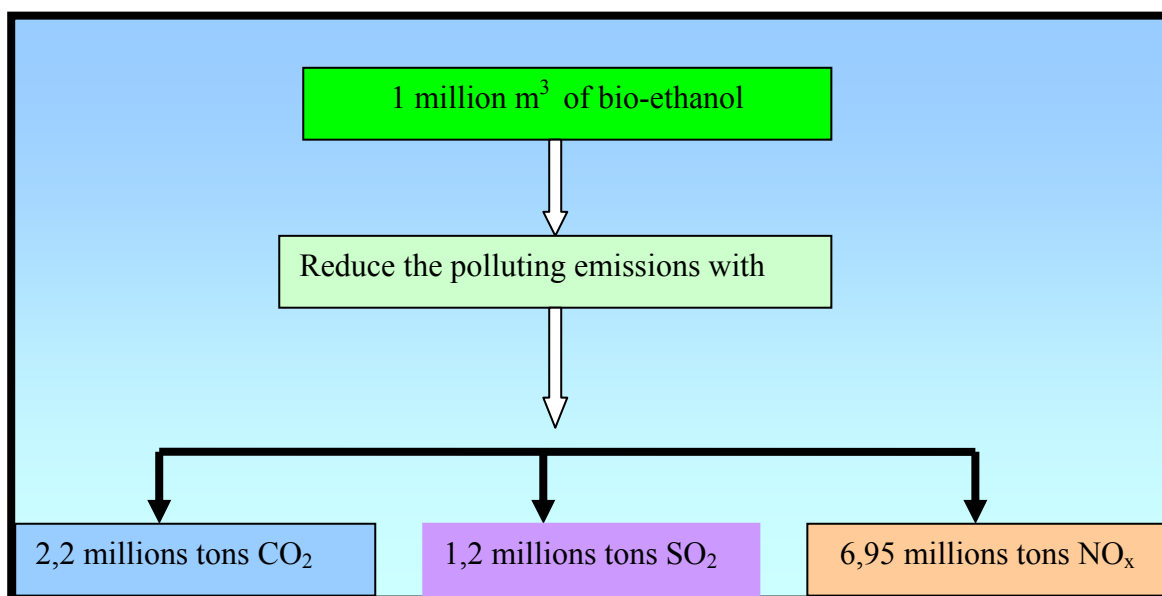 1 million m³ of bio-ethanol
Reduce the polluting emissions with
2,2 millions tons CO₂
1,2 millions tons SO₂
6,95 millions tons NOₓ